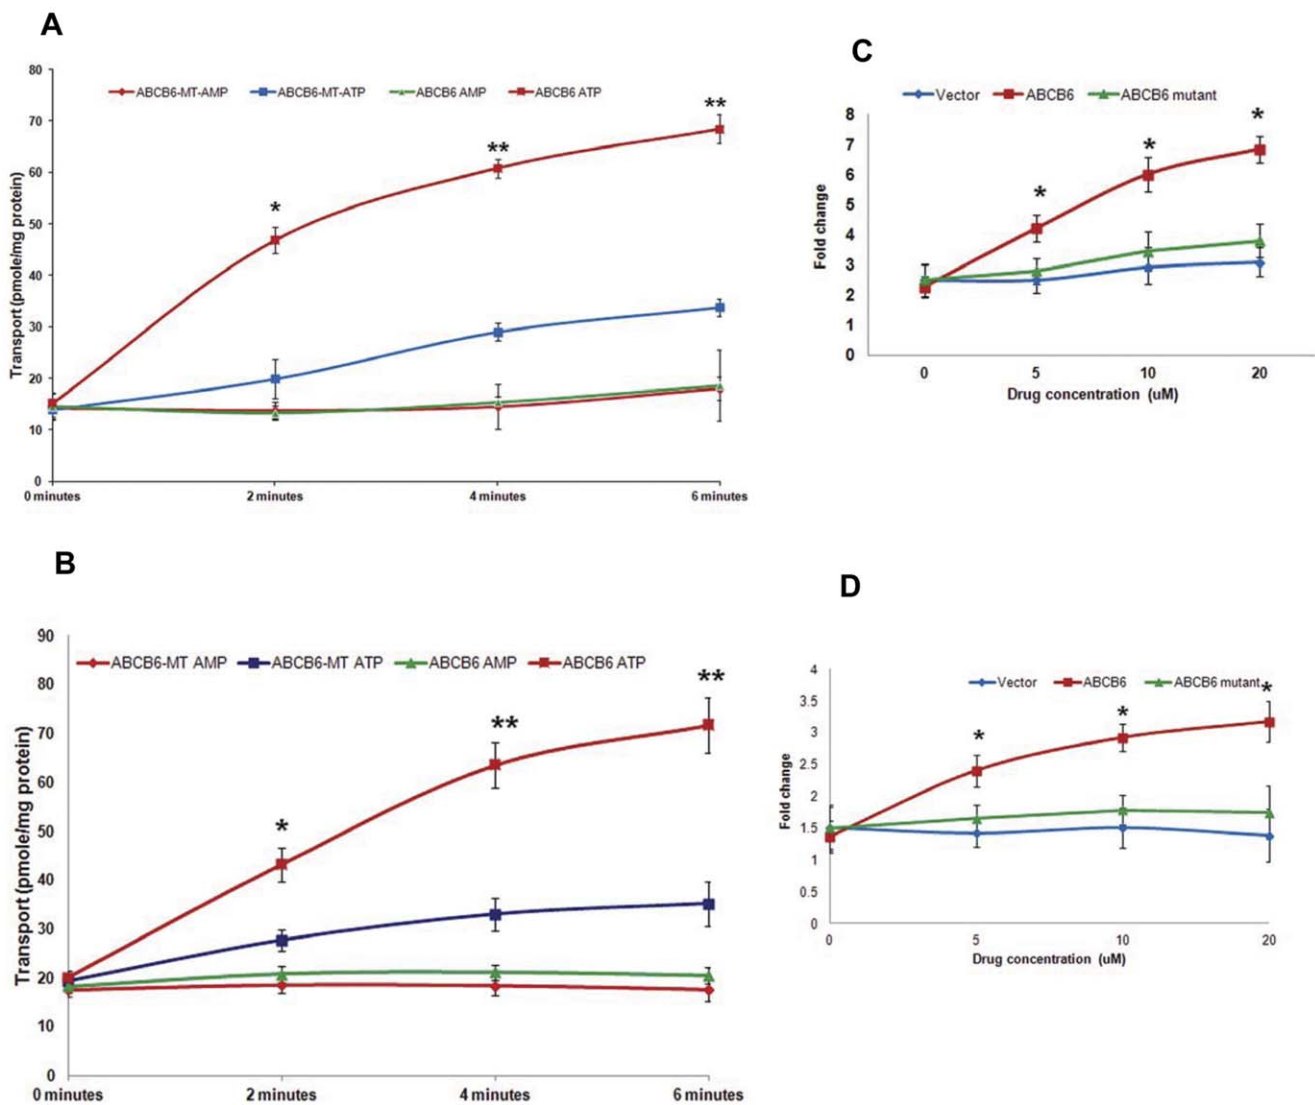 A
80
ABCB6-MT-AMP ABCB6-MT-ATP ABCB6 AMP ABCB6 ATP
**
70
**
60
*
50
40
30
20
10
0
Transport (pmole/mg protein)
0 minutes 2 minutes 4 minutes 6 minutes
C
Vector ABCB6 ABCB6 mutant
8
*
7
*
6
*
5
4
3
2
1
0
Fold change
0 5 10 20
Drug concentration (uM)
B
90
ABCB6-MT AMP ABCB6-MT ATP ABCB6 AMP ABCB6 ATP
80
**
70
**
60
50
*
40
30
20
10
0
Transport (pmole/mg protein)
0 minutes 2 minutes 4 minutes 6 minutes
D
4
Vector ABCB6 ABCB6 mutant *
3.5
*
3
*
2.5
2
1.5
1
0.5
0
Fold change
0 5 10 20
Drug concentration (uM)